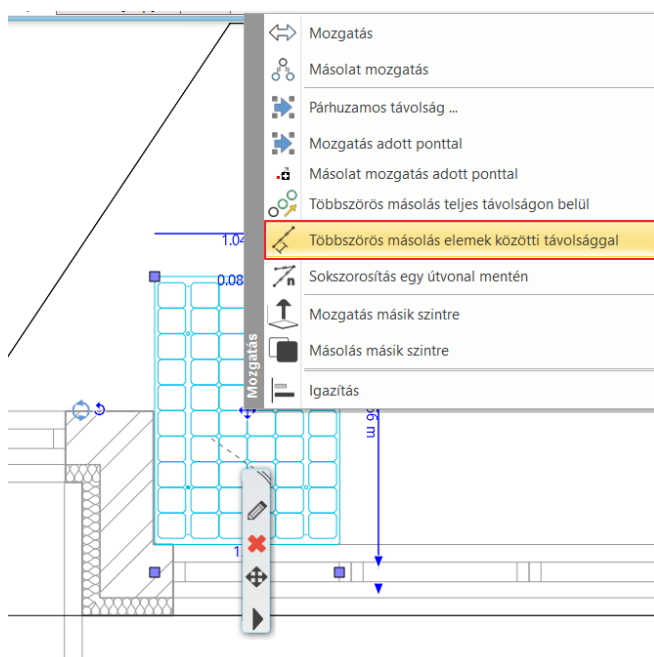 Mozgatás
Másolat mozgatás
Párhuzamos távolság ...
Mozgatás adott ponttal
Másolat mozgatás adott ponttal
Többszörös másolás teljes távolságon belül
Többszörös másolás elemek közötti távolsággal
Sokszorosítás egy útvonal mentén
Mozgatás másik szintre
Másolás másik szintre
Igazítás
Mozgatás
1.04
0.08